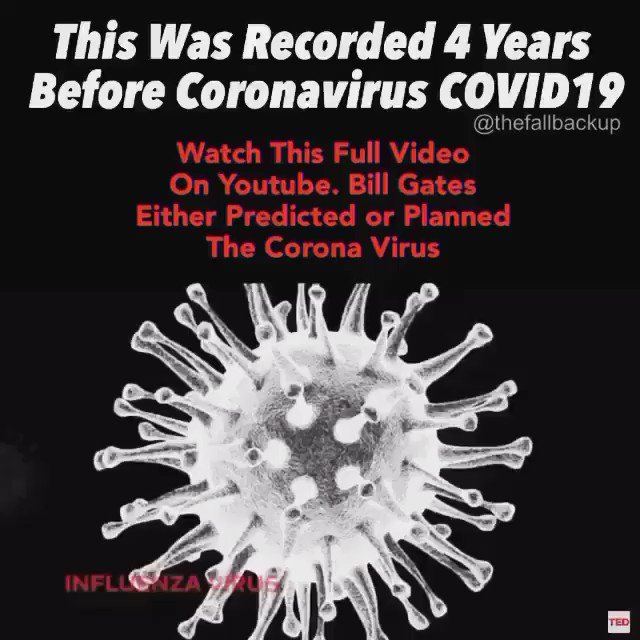 This Was Recorded 4 Years
Before Coronavirus COVID19
@thefallbackup
Watch This Full Video
On Youtube. Bill Gates
Either Predicted or Planned
The Corona Virus
INFLUENZA VIRUS
TED